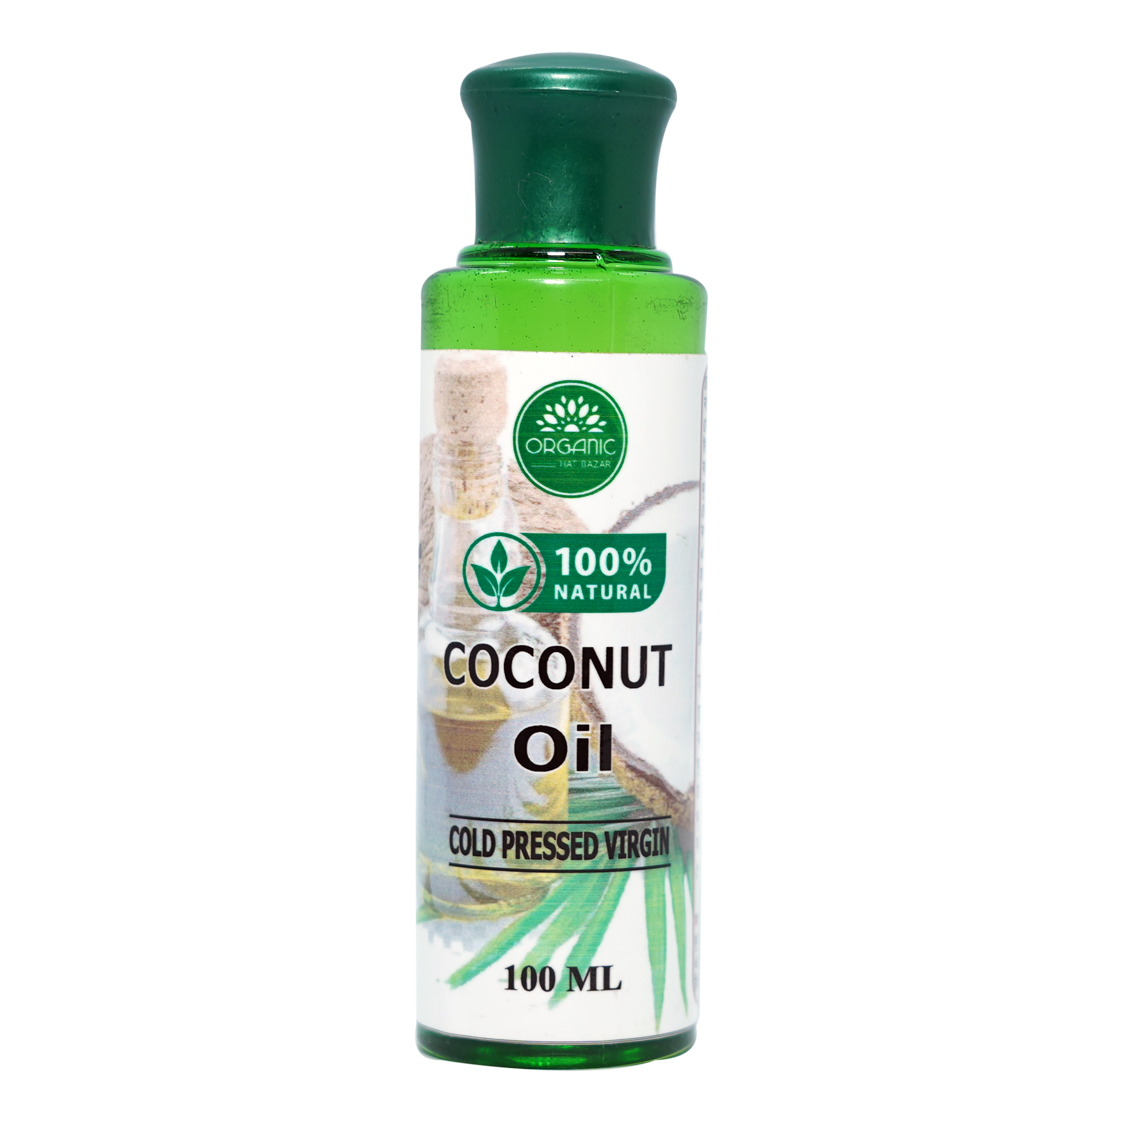 ORGANIC
HAT BAZAR
100%
NATURAL
COCONUT
Oil
COLD PRESSED VIRGIN
100 ML